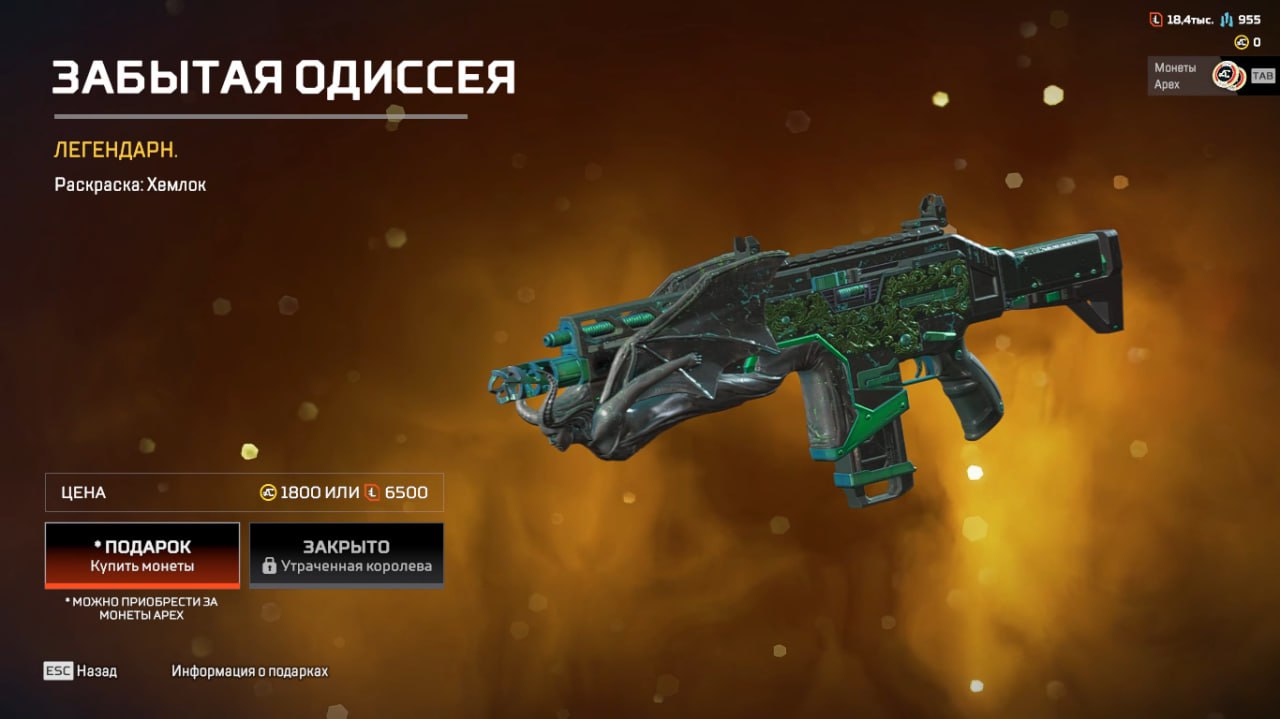 18,4тыс. 955
0
Монеты
Apex
TAB
ЗАБЫТАЯ ОДИССЕЯ
ЛЕГЕНДАРН.
Раскраска: Хвмлок
ЦЕНА 1800 ИЛИ 6500
* ПОДАРОК
Купить монеты
ЗАКРЫТО
Утраченная королева
* МОЖНО ПРИОБРЕСТИ ЗА
МОНЕТЫ APEX
ESC Назад
Информация о подарках